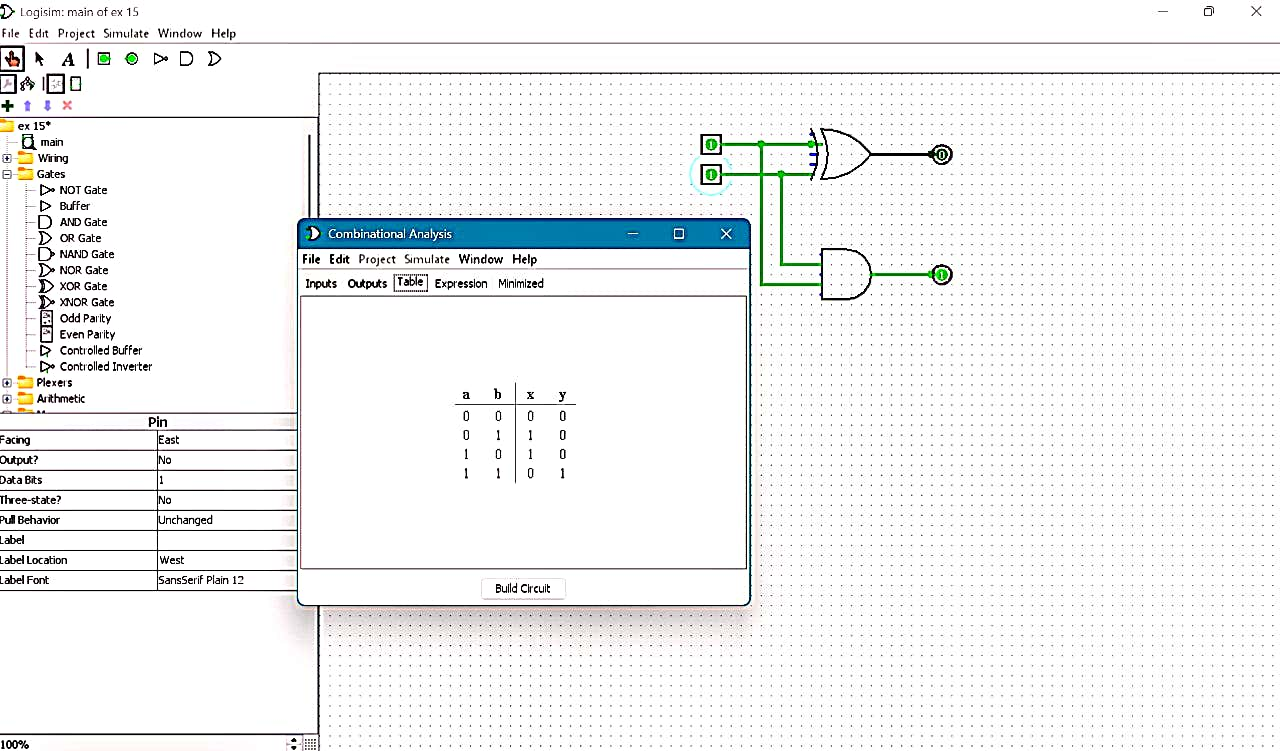 Logisim: main of ex 15
File Edit Project Simulate Window Help
A
ex 15*
main
Wiring
Gates
NOT Gate
Buffer
AND Gate
OR Gate
NAND Gate
NOR Gate
XOR Gate
XNOR Gate
Odd Parity
Even Parity
Controlled Buffer
Controlled Inverter
Plexers
Arithmetic
Pin
Facing East
Output? No
Data Bits 1
Three-state? No
Pull Behavior Unchanged
Label
Label Location West
Label Font SansSerif Plain 12
100%
1
1
0
1
Combinational Analysis
File Edit Project Simulate Window Help
Inputs Outputs Table Expression Minimized
a b x y
0 0 0 0
0 1 1 0
1 0 1 0
1 1 0 1
Build Circuit